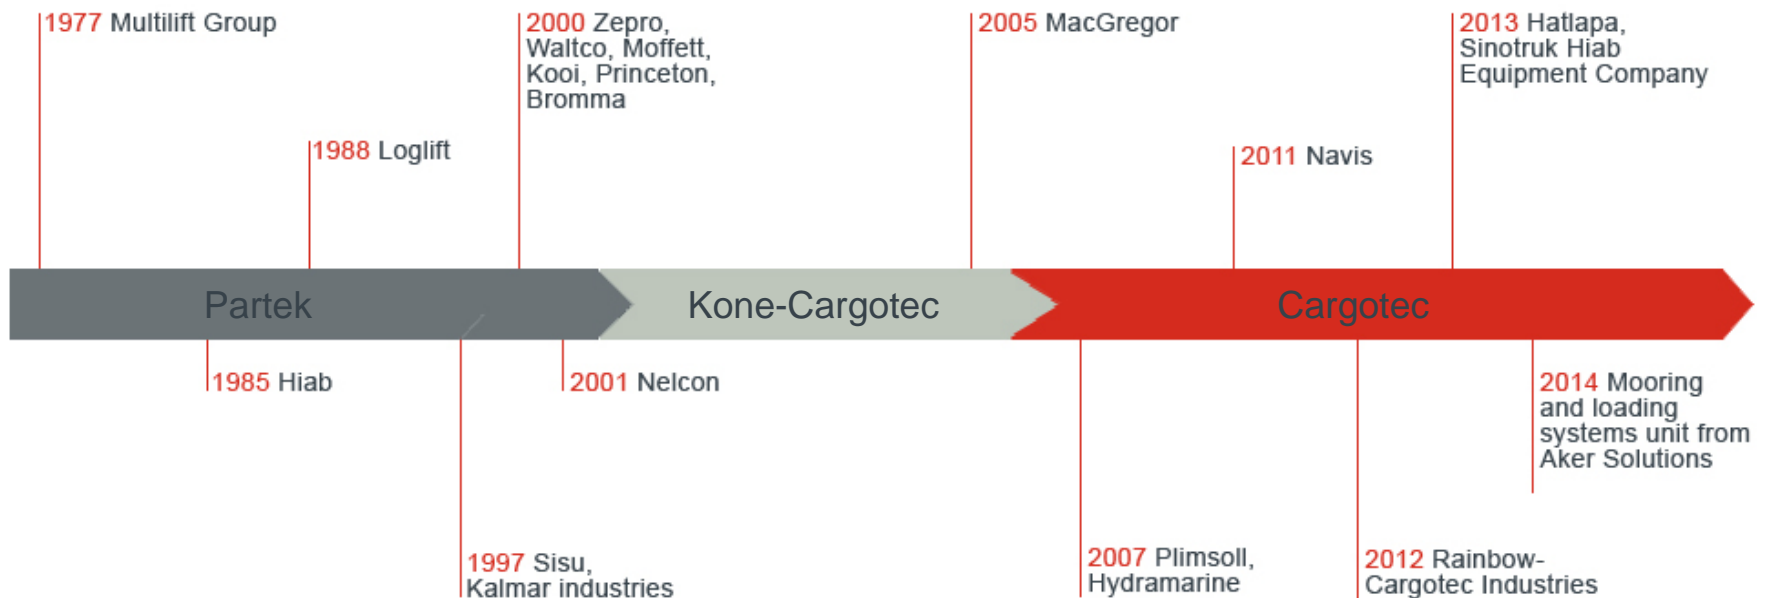 1977 Multilift Group
2000 Zepro,
Waltco, Moffett,
Kooi, Princeton,
Bromma
2005 MacGregor
2013 Hatlapa,
Sinotruk Hiab
Equipment Company
1988 Loglift
2011 Navis
Partek
Kone-Cargotec
Cargotec
1985 Hiab
2001 Nelcon
2014 Mooring
and loading
systems unit from
Aker Solutions
1997 Sisu,
Kalmar industries
2007 Plimsoll,
Hydramarine
2012 Rainbow-
Cargotec Industries